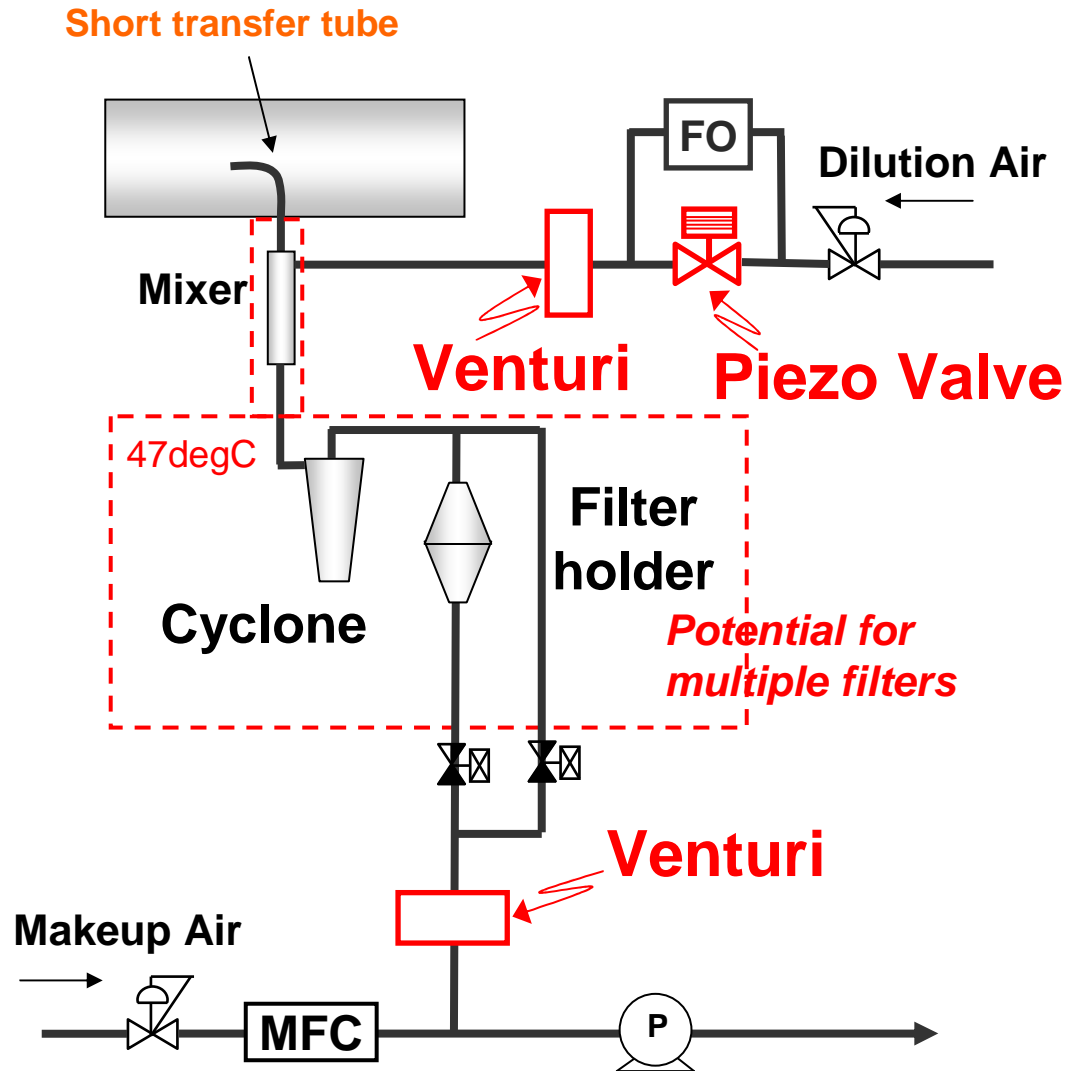 Short transfer tube
FO
Dilution Air
Mixer
Venturi
Piezo Valve
47degC
Filter
holder
Cyclone
Potential for
multiple filters
Venturi
Makeup Air
MFC
P